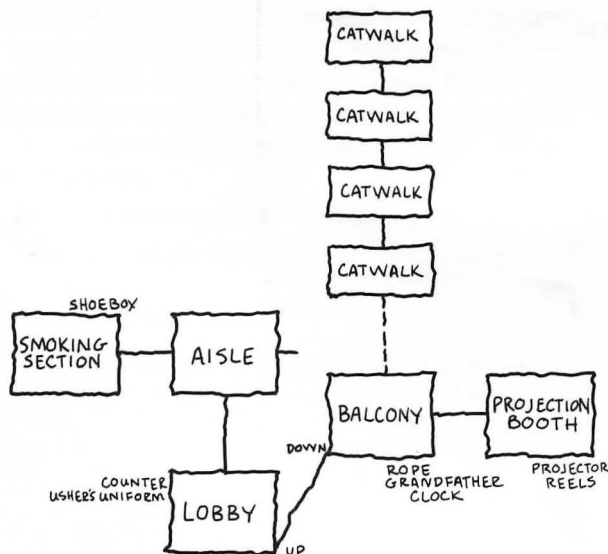 CATWALK
CATWALK
CATWALK
CATWALK
SHOEBOX
SMOKING
SECTION
AISLE
BALCONY
PROJECTION
BOOTH
DOWN
ROPE
GRANDFATHER
CLOCK
PROJECTOR
REELS
COUNTER
USHER'S UNIFORM
LOBBY
UP